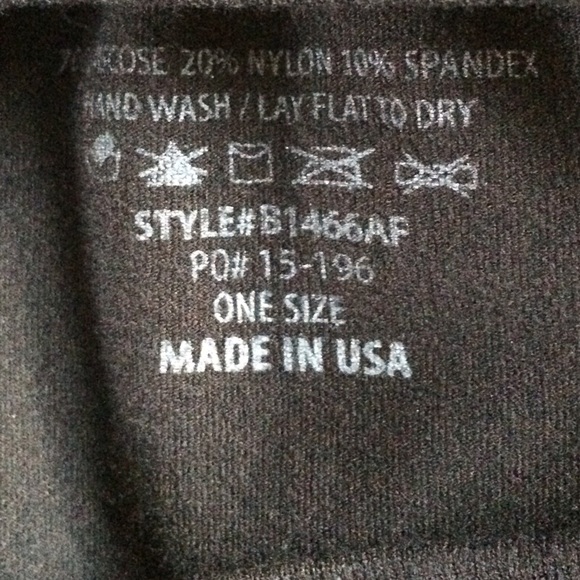 20% NYLON 10% SPANDEX
HAND WASH / LAY FLAT TO DRY
STYLE# B1466AF
PO# 15-196
ONE SIZE
MADE IN USA